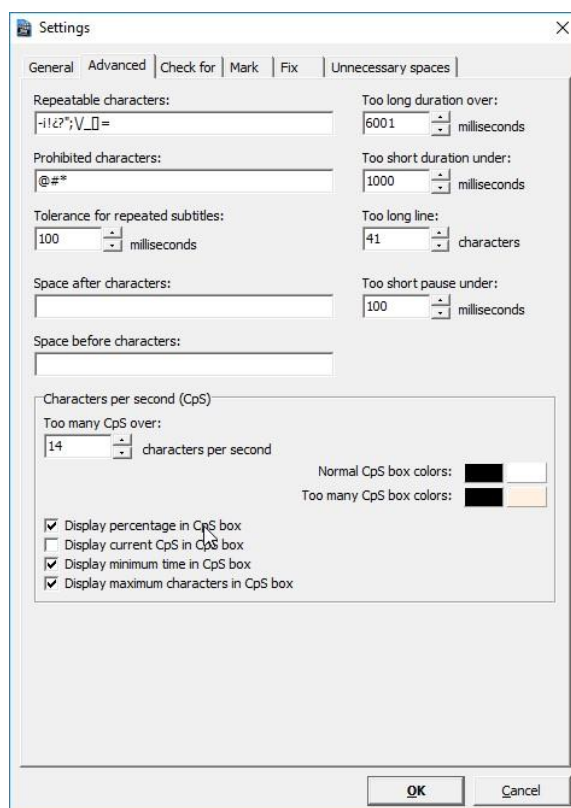 Settings
General Advanced Check for Mark Fix Unnecessary spaces
Repeatable characters:
-¡!¿?";\/_[]=
Too long duration over:
6001 milliseconds
Prohibited characters:
@#*
Too short duration under:
1000 milliseconds
Tolerance for repeated subtitles:
100 milliseconds
Too long line:
41 characters
Space after characters:
Too short pause under:
100 milliseconds
Space before characters:
Characters per second (CpS)
Too many CpS over:
14 characters per second
Normal CpS box colors:
Too many CpS box colors:
Display percentage in CpS box
Display current CpS in CpS box
Display minimum time in CpS box
Display maximum characters in CpS box
OK Cancel